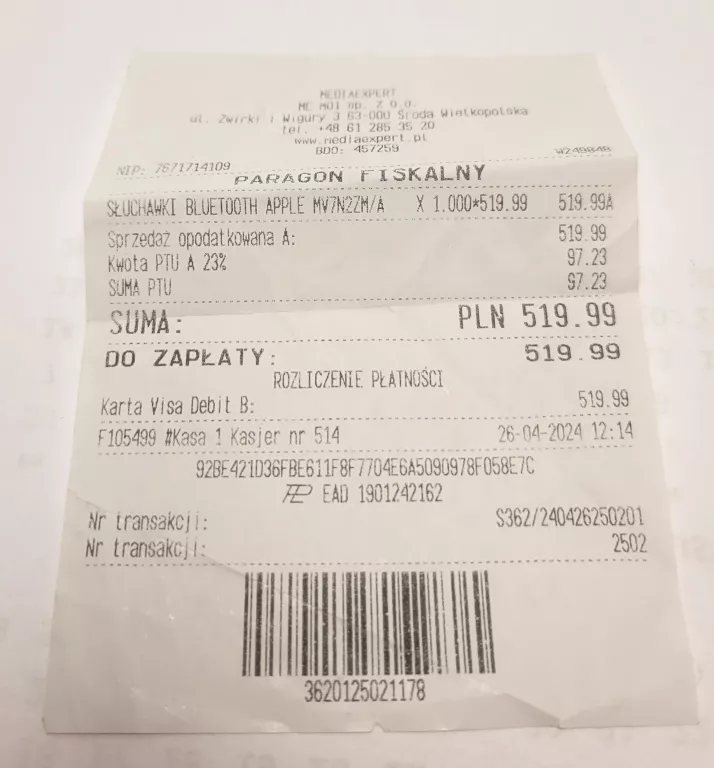 MEDIAEXPERT
ME M01 sp. z o.o.
ul. Żwirki i Wigury 3 63-000 Środa Wielkopolska
tel. +48 61 285 35 20
www.mediaexpert.pl
BDO: 457259
NIP: 7671714109 W249848
PARAGON FISKALNY
SŁUCHAWKI BLUETOOTH APPLE MV7N2ZM/A X 1.000*519.99 519.99A
Sprzedaż opodatkowana A: 519.99
Kwota PTU A 23% 97.23
SUMA PTU 97.23
SUMA: PLN 519.99
DO ZAPŁATY: 519.99
ROZLICZENIE PŁATNOŚCI
Karta Visa Debit B: 519.99
F105499 #Kasa 1 Kasjer nr 514 26-04-2024 12:14
92BE421D36FBE611F8F7704E6A5090978F058E7C
EAD 1901242162
Nr transakcji: S362/240426250201
Nr transakcji: 2502
3620125021178